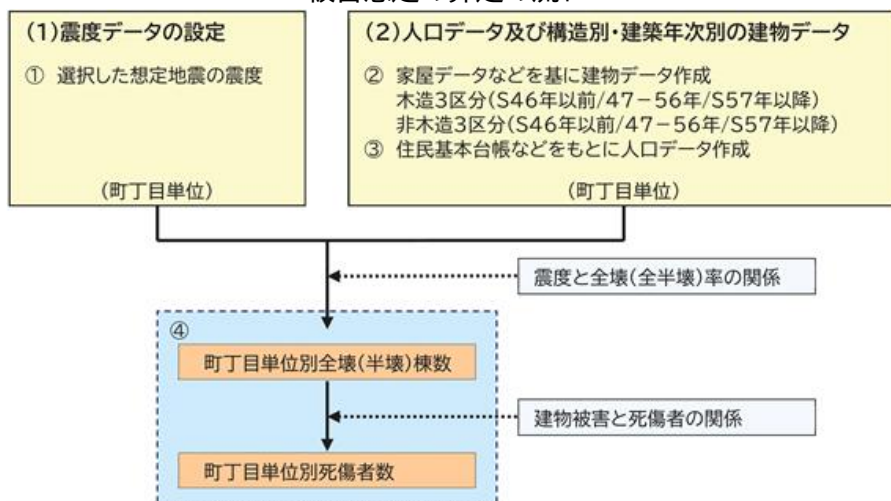 (1)震度データの設定
① 選択した想定地震の震度
(町丁目単位)
(2)人口データ及び構造別・建築年次別の建物データ
② 家屋データなどを基に建物データ作成
木造3区分(S46年以前/47－56年/S57年以降)
非木造3区分(S46年以前/47－56年/S57年以降)
③ 住民基本台帳などをもとに人口データ作成
(町丁目単位)
震度と全壊(全半壊)率の関係
④
町丁目単位別全壊(半壊)棟数
建物被害と死傷者の関係
町丁目単位別死傷者数